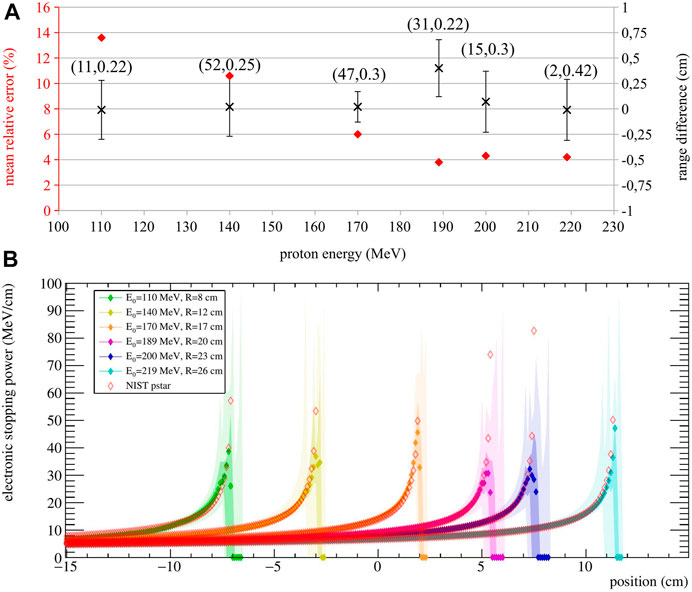 A
16
14
12
10
8
6
4
2
0
mean relative error (%)
1
0,75
0,5
0,25
0
-0,25
-0,5
-0,75
-1
range difference (cm)
(11,0.22)
(52,0.25)
(47,0.3)
(31,0.22)
(15,0.3)
(2,0.42)
100 110 120 130 140 150 160 170 180 190 200 210 220 230
proton energy (MeV)
B
100
90
80
70
60
50
40
30
20
10
0
electronic stopping power (MeV/cm)
E0=110 MeV, R=8 cm
E0=140 MeV, R=12 cm
E0=170 MeV, R=17 cm
E0=189 MeV, R=20 cm
E0=200 MeV, R=23 cm
E0=219 MeV, R=26 cm
NIST pstar
−15 −10 −5 0 5 10
position (cm)